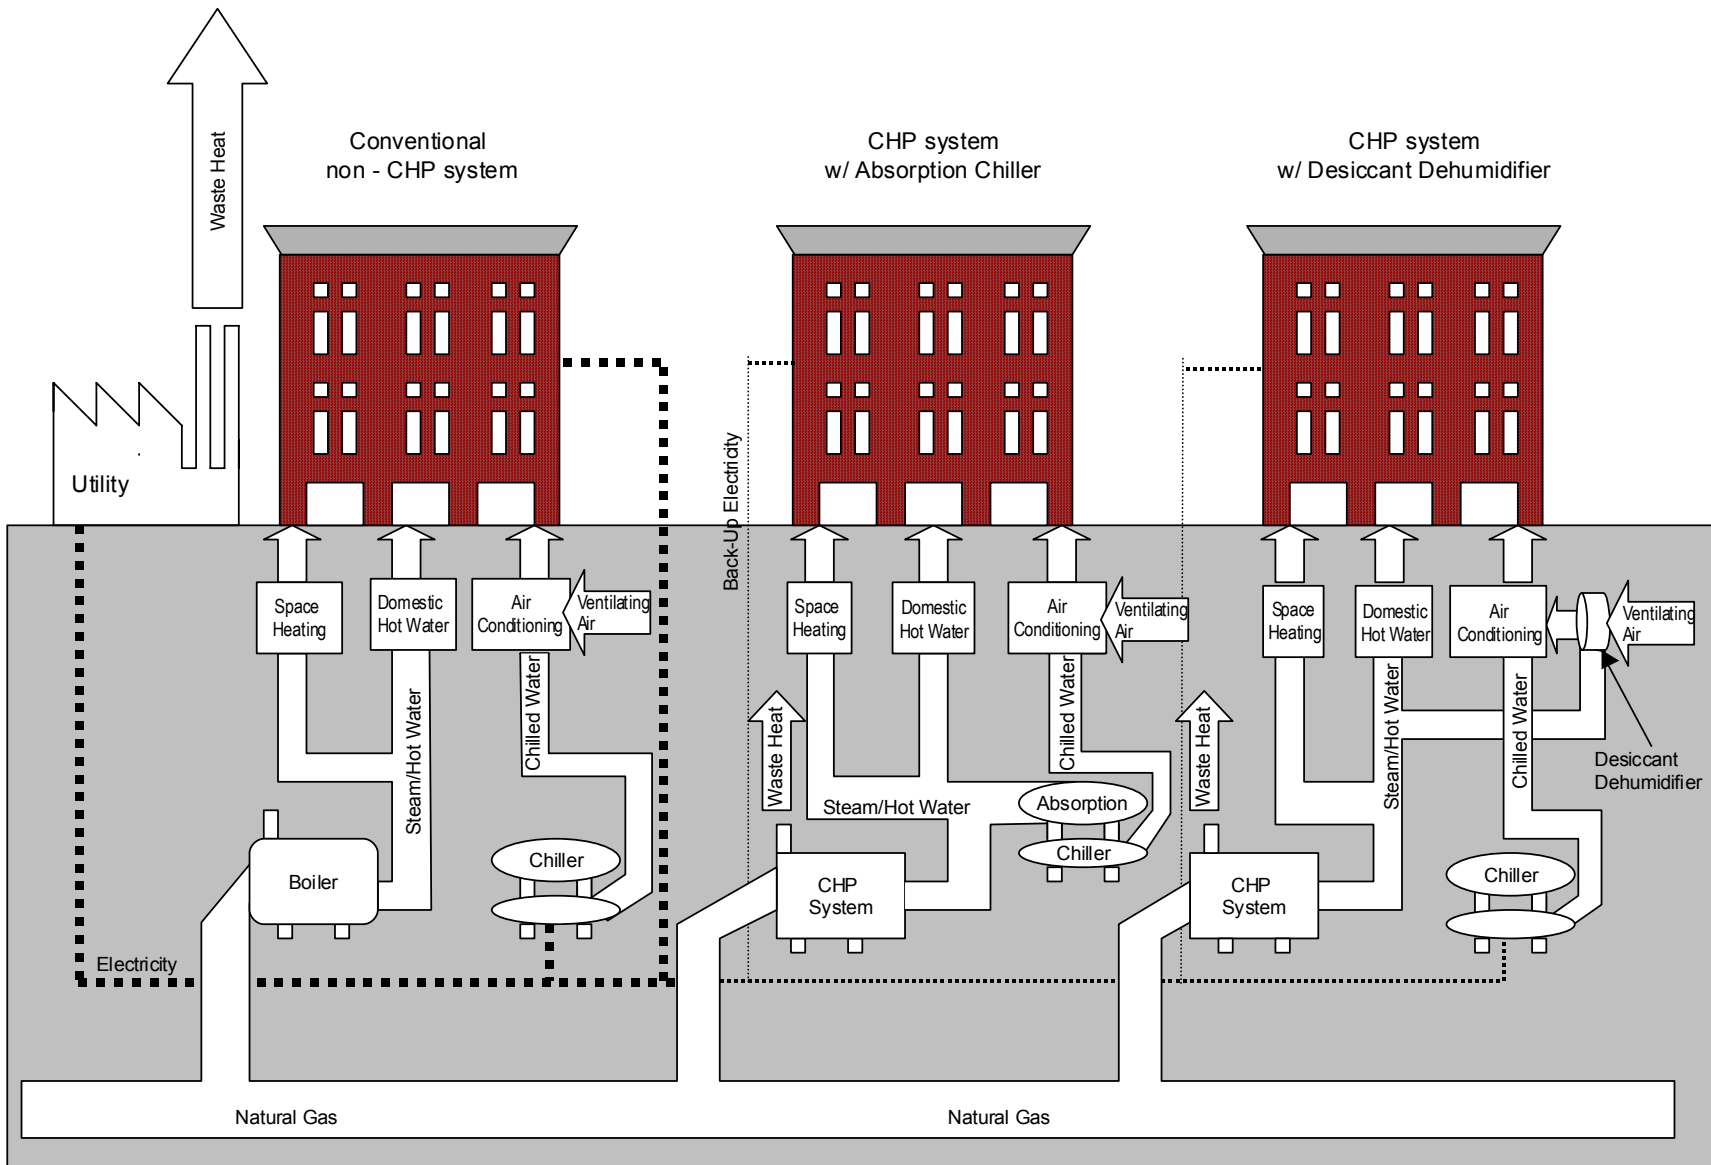 Waste Heat
Conventional
non - CHP system
CHP system
w/ Absorption Chiller
CHP system
w/ Desiccant Dehumidifier
Utility
Back-Up Electricity
Space
Heating
Domestic
Hot Water
Air
Conditioning
Ventilating
Air
Space
Heating
Domestic
Hot Water
Air
Conditioning
Ventilating
Air
Space
Heating
Domestic
Hot Water
Air
Conditioning
Ventilating
Air
Steam/Hot Water
Chilled Water
Waste Heat
Steam/Hot Water
Chilled Water
Waste Heat
Steam/Hot Water
Chilled Water
Desiccant
Dehumidifier
Boiler
Chiller
CHP
System
Absorption
Chiller
CHP
System
Chiller
Electricity
Natural Gas
Natural Gas